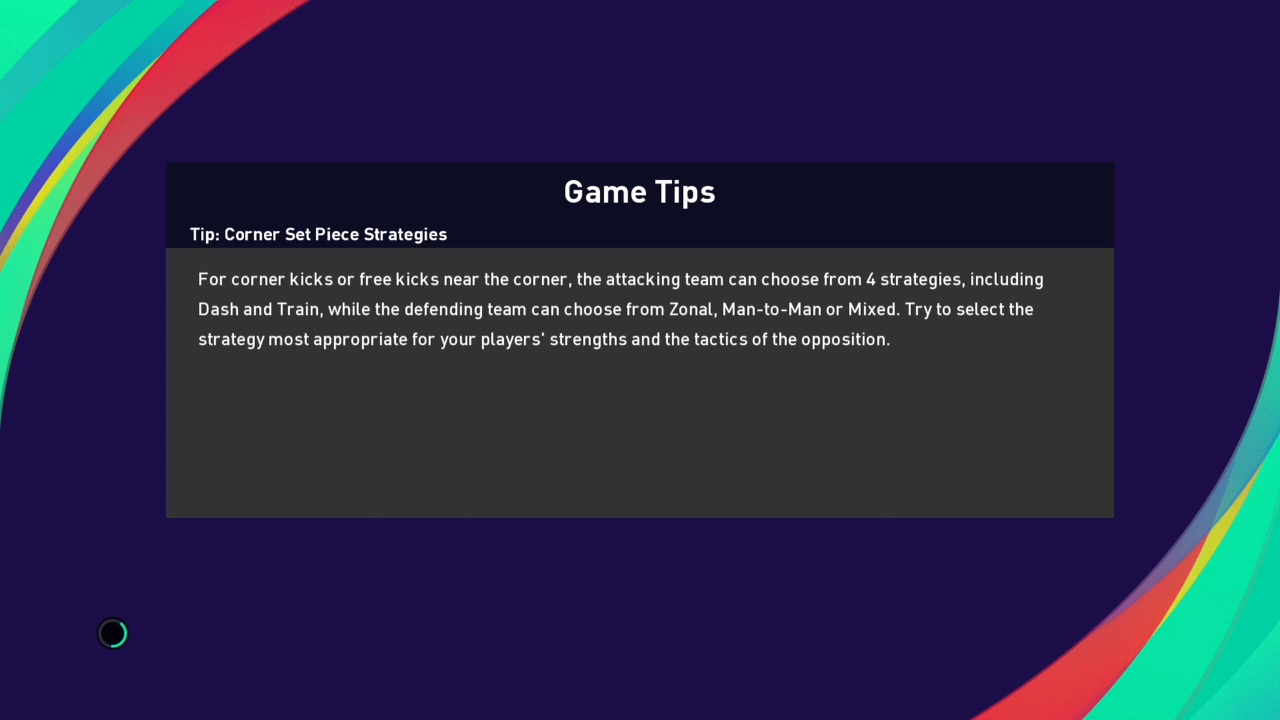 Game Tips
Tip: Corner Set Piece Strategies
For corner kicks or free kicks near the corner, the attacking team can choose from 4 strategies, including
Dash and Train, while the defending team can choose from Zonal, Man-to-Man or Mixed. Try to select the
strategy most appropriate for your players' strengths and the tactics of the opposition.